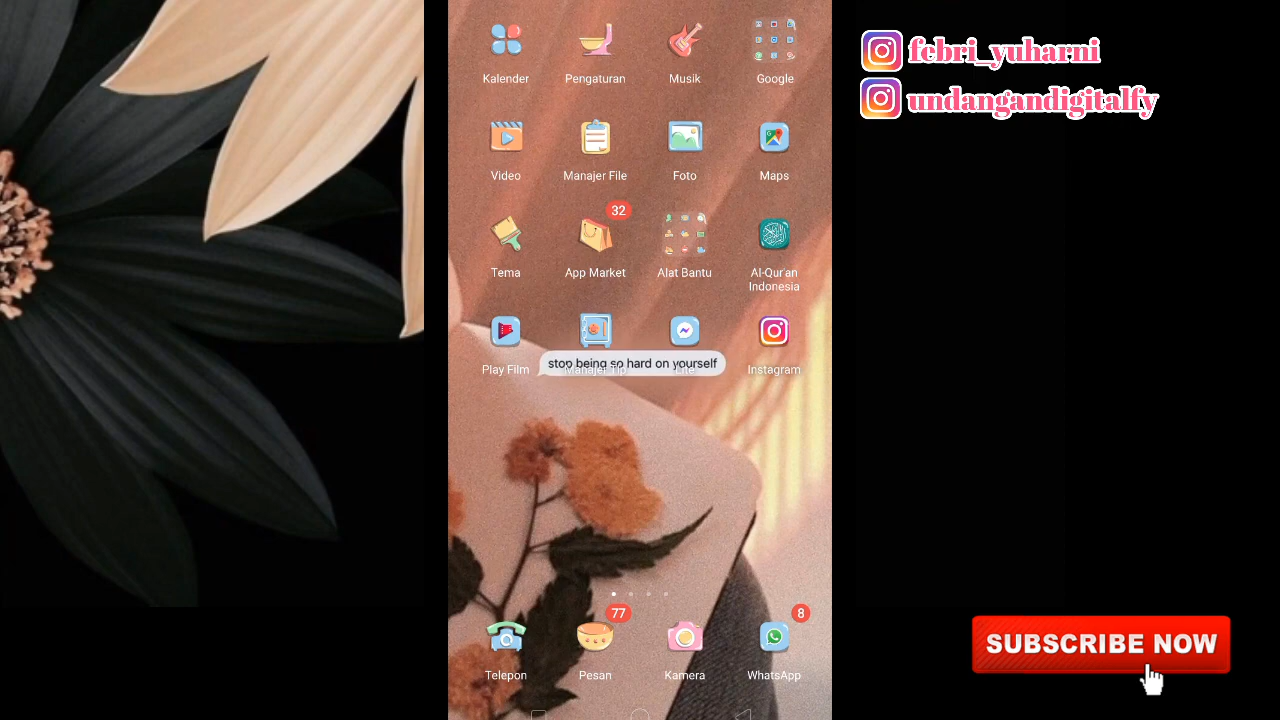 febri_yuharni
undangandigitalfy
Kalender
Pengaturan
Musik
Google
Video
Manajer File
Foto
Maps
32
Tema
App Market
Alat Bantu
Al-Qur'an
Indonesia
stop being so hard on yourself
Play Film
Instagram
77
8
Telepon
Pesan
Kamera
WhatsApp
SUBSCRIBE NOW